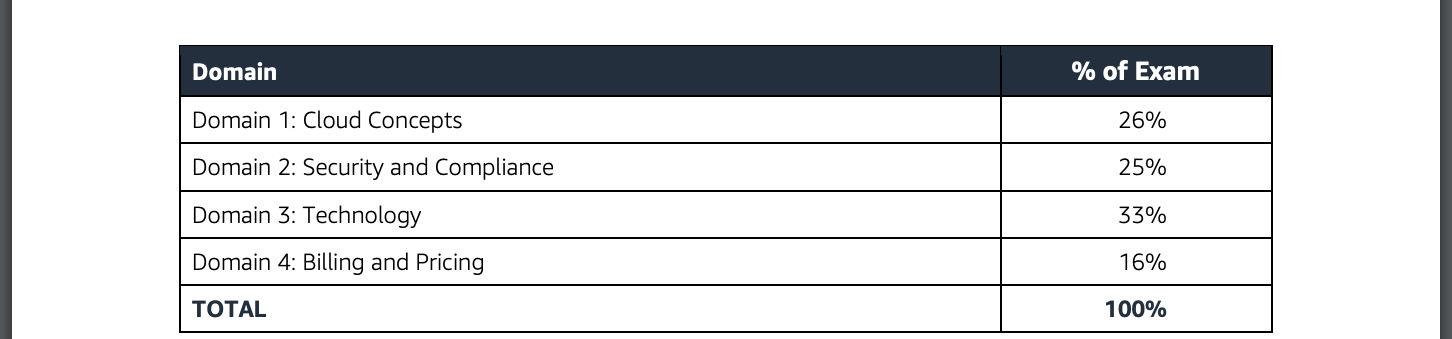 Domain % of Exam
Domain 1: Cloud Concepts 26%
Domain 2: Security and Compliance 25%
Domain 3: Technology 33%
Domain 4: Billing and Pricing 16%
TOTAL 100%